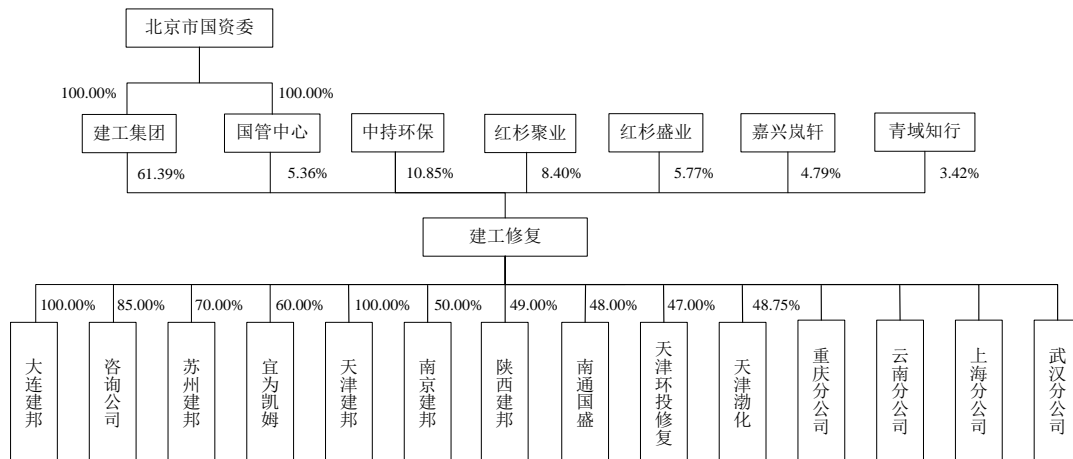 北京市国资委
100.00%
100.00%
建工集团
国管中心
中持环保
红杉聚业
红杉盛业
嘉兴岚轩
青域知行
61.39%
5.36%
10.85%
8.40%
5.77%
4.79%
3.42%
建工修复
100.00%
85.00%
70.00%
60.00%
100.00%
50.00%
49.00%
48.00%
47.00%
48.75%
大连建邦
咨询公司
苏州建邦
宜为凯姆
天津建邦
南京建邦
陕西建邦
南通国盛
天津环投修复
天津渤化
重庆分公司
云南分公司
上海分公司
武汉分公司